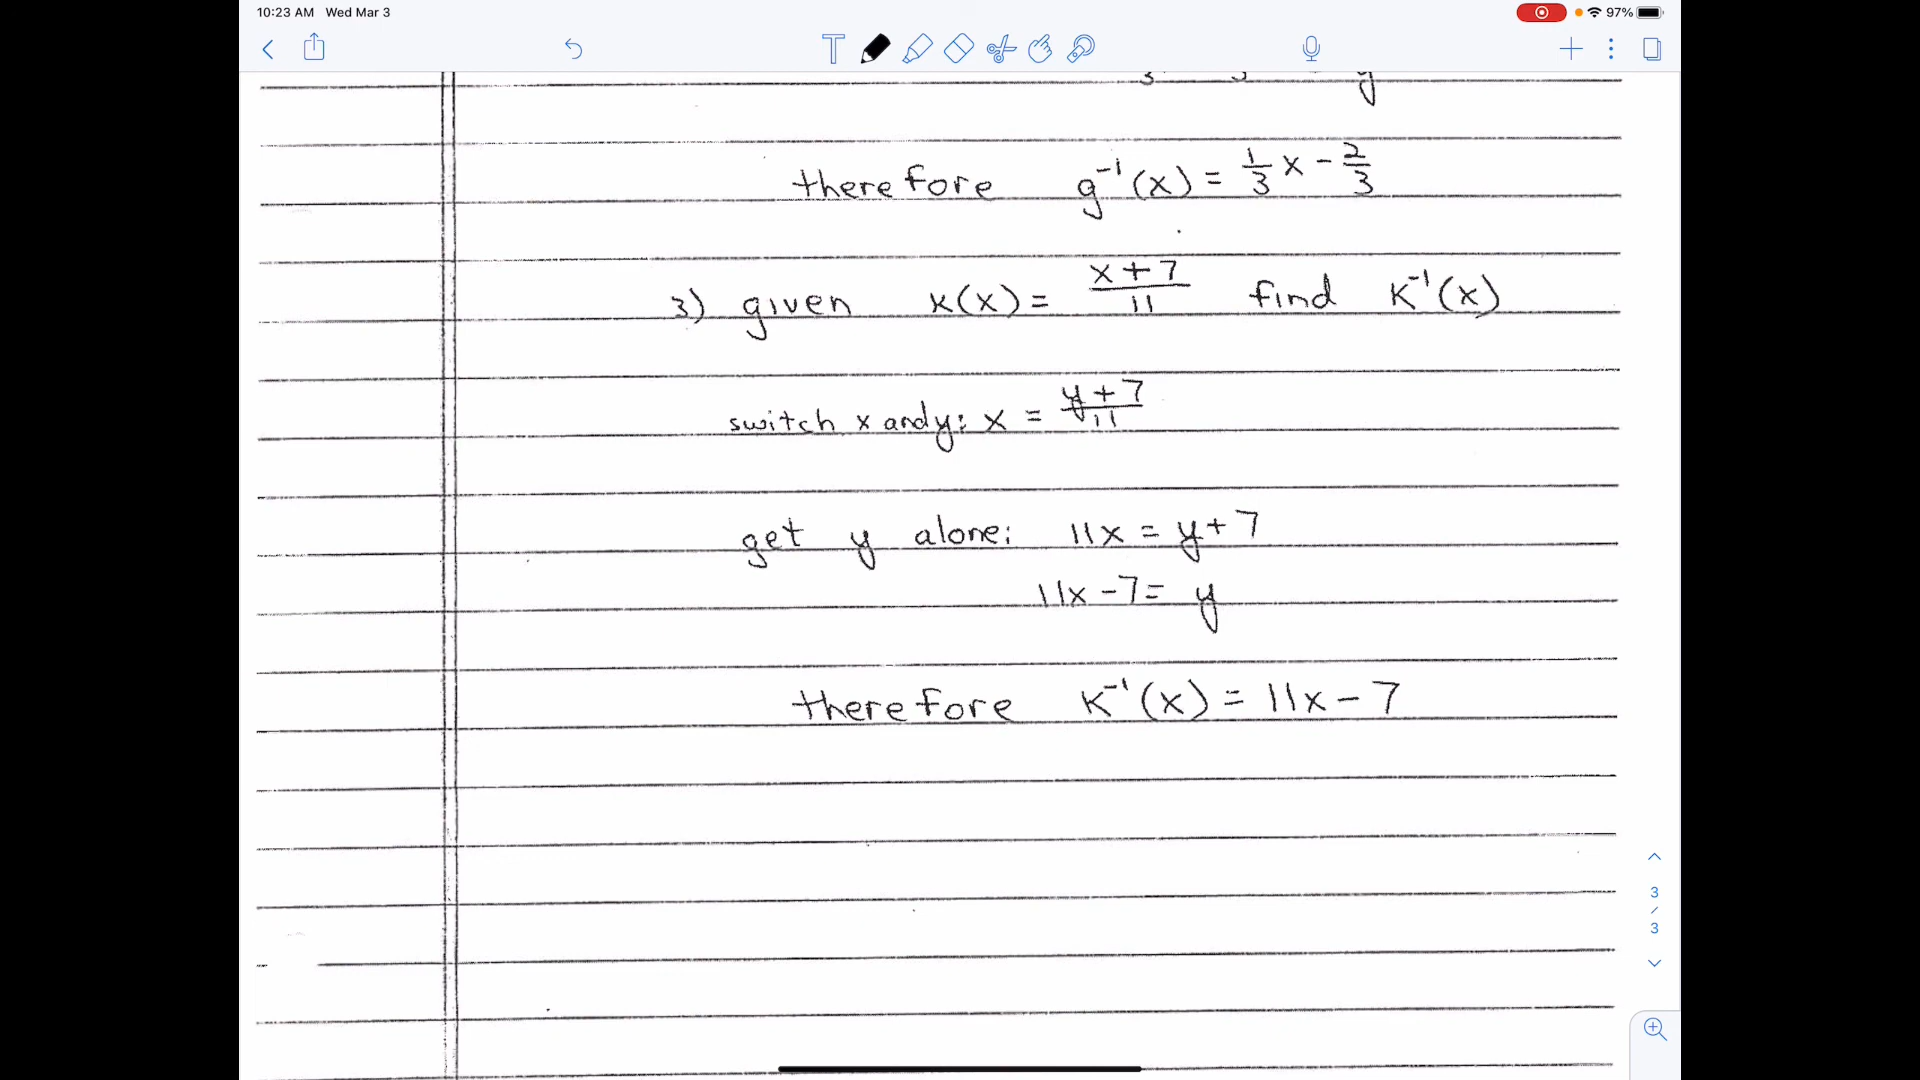 10:23 AM Wed Mar 3 97%
T
y
therefore g⁻¹(x) = 1/3 x - 2/3
3) given k(x) = (x+7)/11 find K⁻¹(x)
switch x and y: x = (y+7)/11
get y alone: 11x = y+7
11x - 7 = y
therefore K⁻¹(x) = 11x - 7
3
/
3